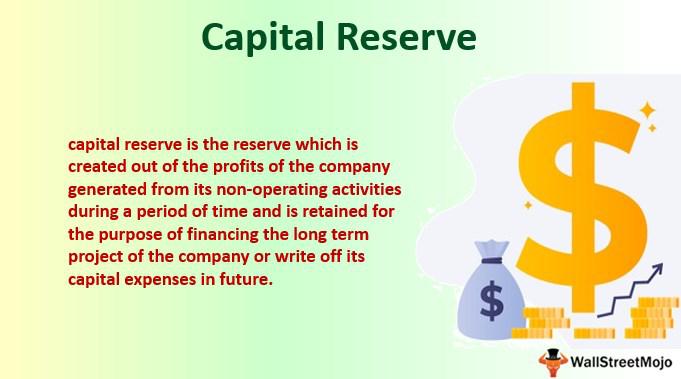 Capital Reserve
capital reserve is the reserve which is
created out of the profits of the company
generated from its non-operating activities
during a period of time and is retained for
the purpose of financing the long term
project of the company or write off its
capital expenses in future.
$
$
WallStreetMojo